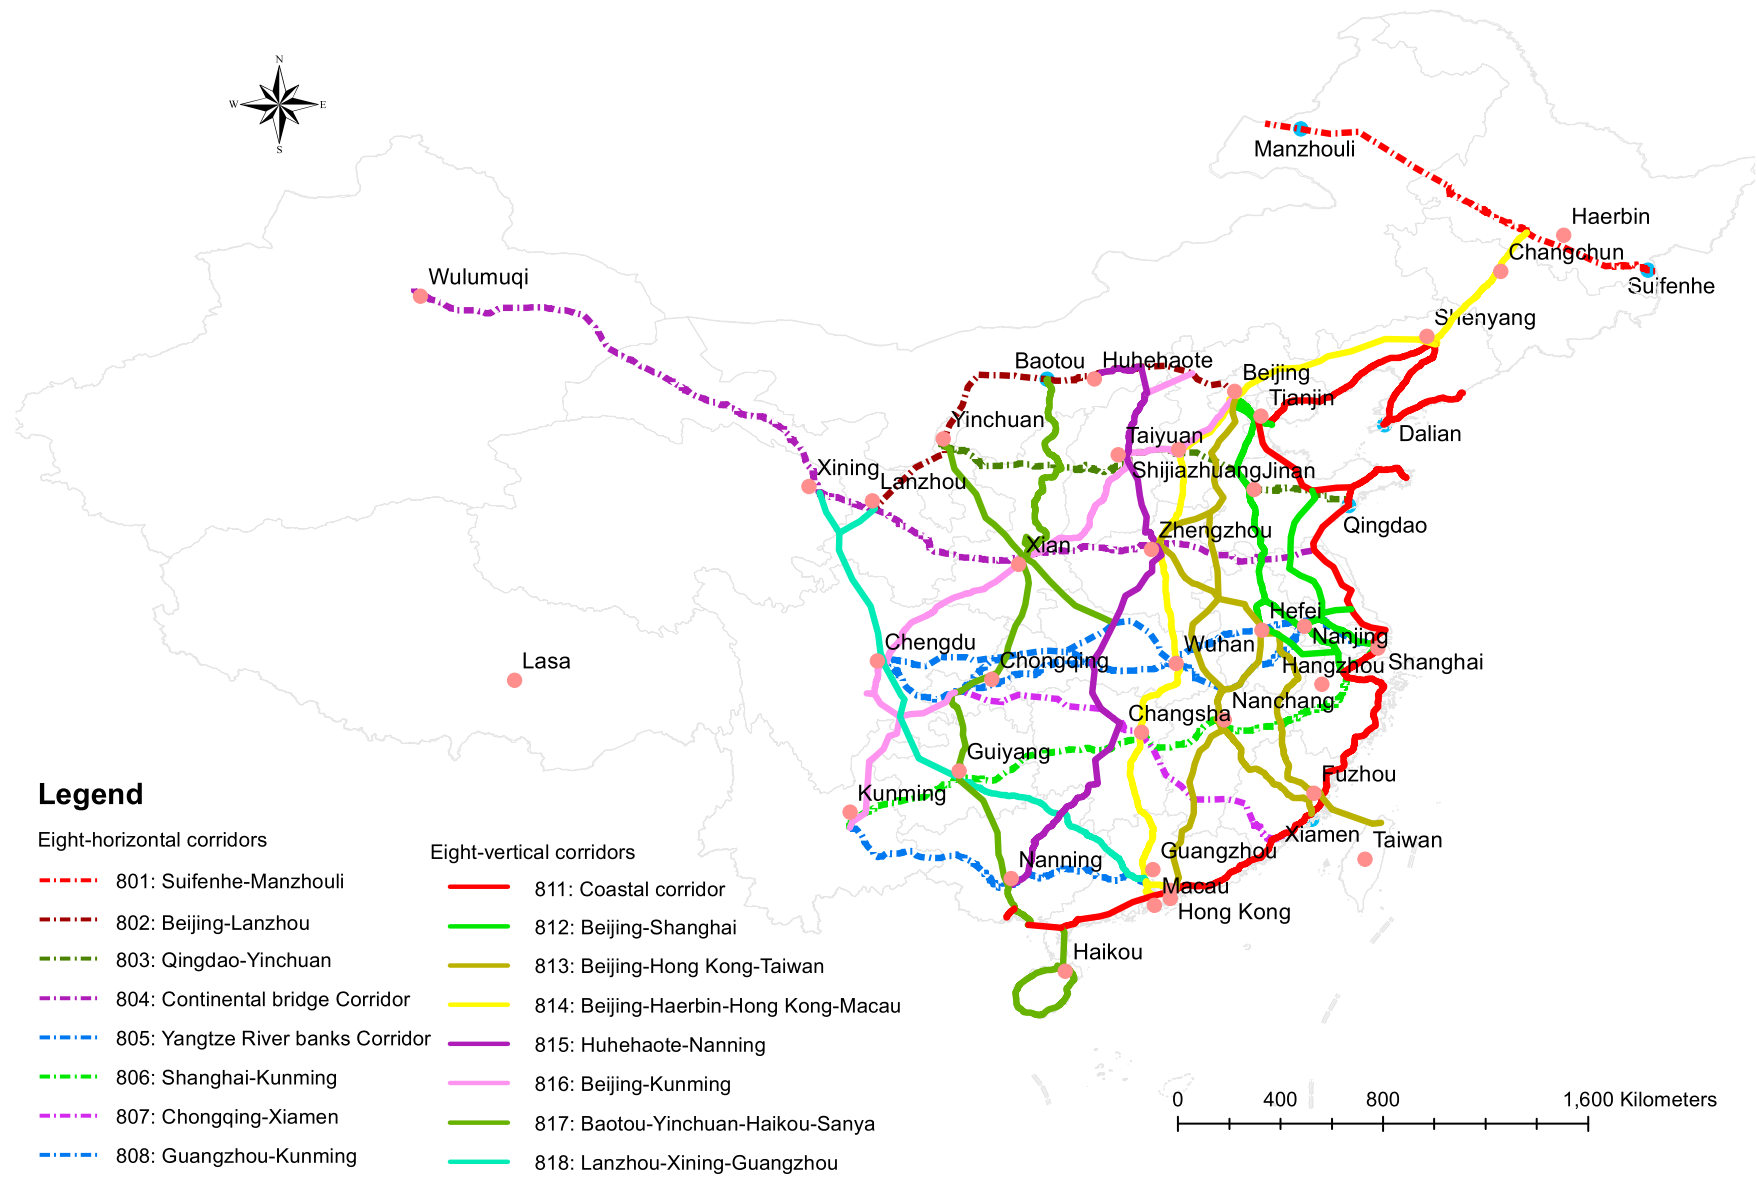 N
W
E
S
Manzhouli
Haerbin
Changchun
Suifenhe
Wulumuqi
Shenyang
Baotou
Huhehaote
Beijing
Tianjin
Yinchuan
Taiyuan
Dalian
Xining
Lanzhou
Shijiazhuang
Jinan
Qingdao
Zhengzhou
Xian
Hefei
Nanjing
Chengdu
Wuhan
Chongqing
Hangzhou
Shanghai
Lasa
Nanchang
Changsha
Guiyang
Fuzhou
Kunming
Xiamen
Taiwan
Guangzhou
Nanning
Macau
Hong Kong
Haikou
Legend
Eight-horizontal corridors
801: Suifenhe-Manzhouli
802: Beijing-Lanzhou
803: Qingdao-Yinchuan
804: Continental bridge Corridor
805: Yangtze River banks Corridor
806: Shanghai-Kunming
807: Chongqing-Xiamen
808: Guangzhou-Kunming
Eight-vertical corridors
811: Coastal corridor
812: Beijing-Shanghai
813: Beijing-Hong Kong-Taiwan
814: Beijing-Haerbin-Hong Kong-Macau
815: Huhehaote-Nanning
816: Beijing-Kunming
817: Baotou-Yinchuan-Haikou-Sanya
818: Lanzhou-Xining-Guangzhou
0 400 800 1,600 Kilometers